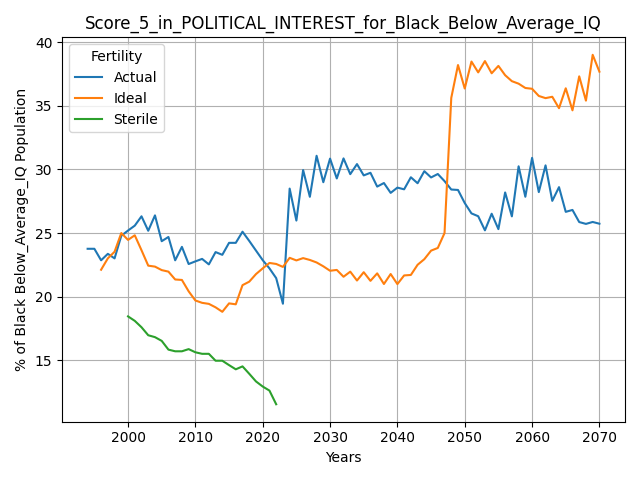 Score_5_in_POLITICAL_INTEREST_for_Black_Below_Average_IQ
% of Black Below_Average_IQ Population
40
35
30
25
20
15
Fertility
Actual
Ideal
Sterile
2000 2010 2020 2030 2040 2050 2060 2070
Years